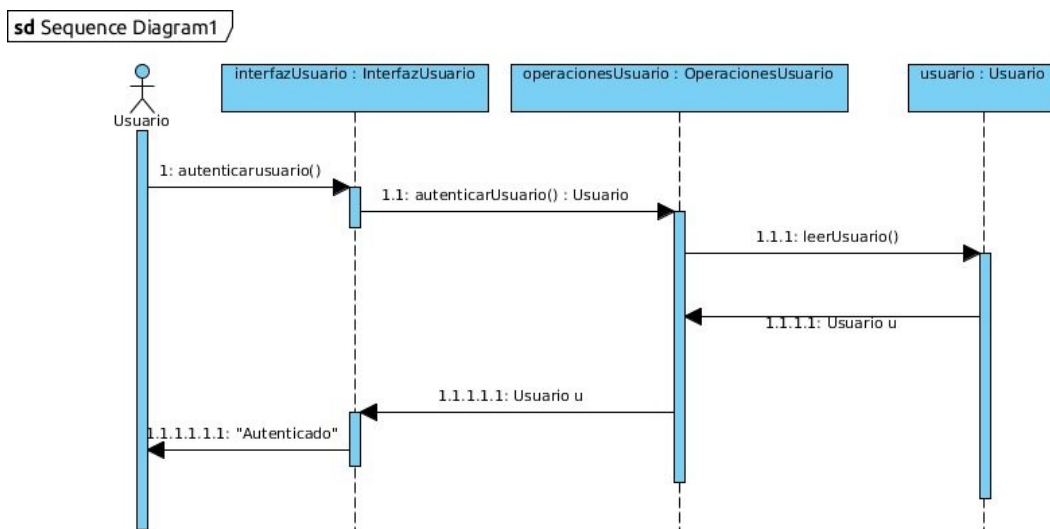 sd Sequence Diagram1
interfazUsuario : InterfazUsuario
operacionesUsuario : OperacionesUsuario
usuario : Usuario
Usuario
1: autenticarusuario()
1.1: autenticarUsuario() : Usuario
1.1.1: leerUsuario()
1.1.1.1: Usuario u
1.1.1.1.1: Usuario u
1.1.1.1.1.1: "Autenticado"